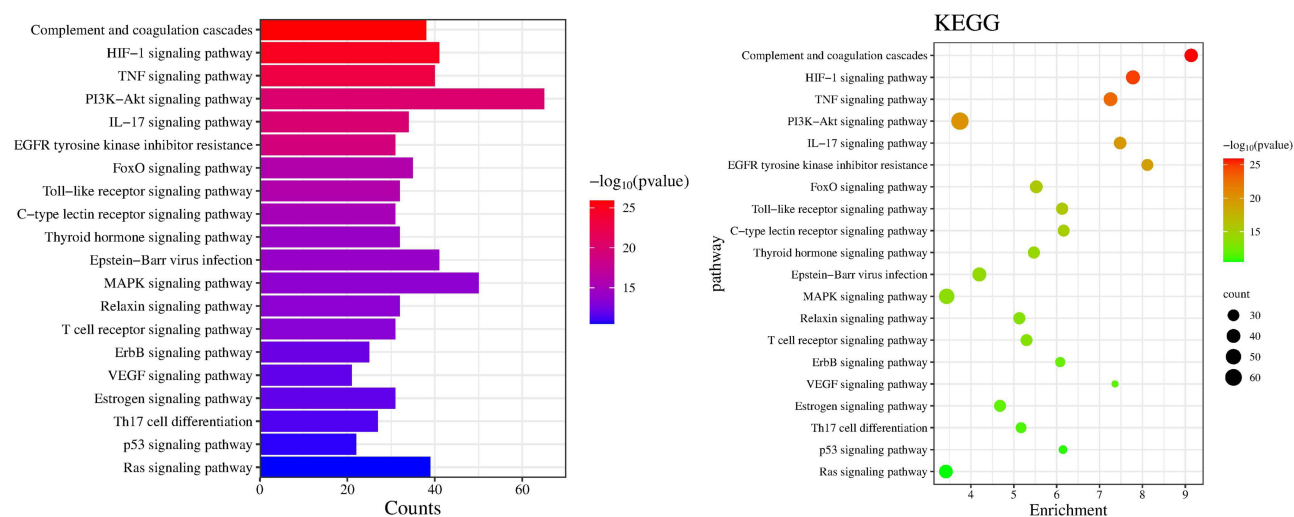 Complement and coagulation cascades
HIF−1 signaling pathway
TNF signaling pathway
PI3K−Akt signaling pathway
IL−17 signaling pathway
EGFR tyrosine kinase inhibitor resistance
FoxO signaling pathway
Toll−like receptor signaling pathway
C−type lectin receptor signaling pathway
Thyroid hormone signaling pathway
Epstein−Barr virus infection
MAPK signaling pathway
Relaxin signaling pathway
T cell receptor signaling pathway
ErbB signaling pathway
VEGF signaling pathway
Estrogen signaling pathway
Th17 cell differentiation
p53 signaling pathway
Ras signaling pathway
0 20 40 60
Counts
−log10(pvalue)
25
20
15
KEGG
pathway
Complement and coagulation cascades
HIF−1 signaling pathway
TNF signaling pathway
PI3K−Akt signaling pathway
IL−17 signaling pathway
EGFR tyrosine kinase inhibitor resistance
FoxO signaling pathway
Toll−like receptor signaling pathway
C−type lectin receptor signaling pathway
Thyroid hormone signaling pathway
Epstein−Barr virus infection
MAPK signaling pathway
Relaxin signaling pathway
T cell receptor signaling pathway
ErbB signaling pathway
VEGF signaling pathway
Estrogen signaling pathway
Th17 cell differentiation
p53 signaling pathway
Ras signaling pathway
4 5 6 7 8 9
Enrichment
−log10(pvalue)
25
20
15
count
30
40
50
60